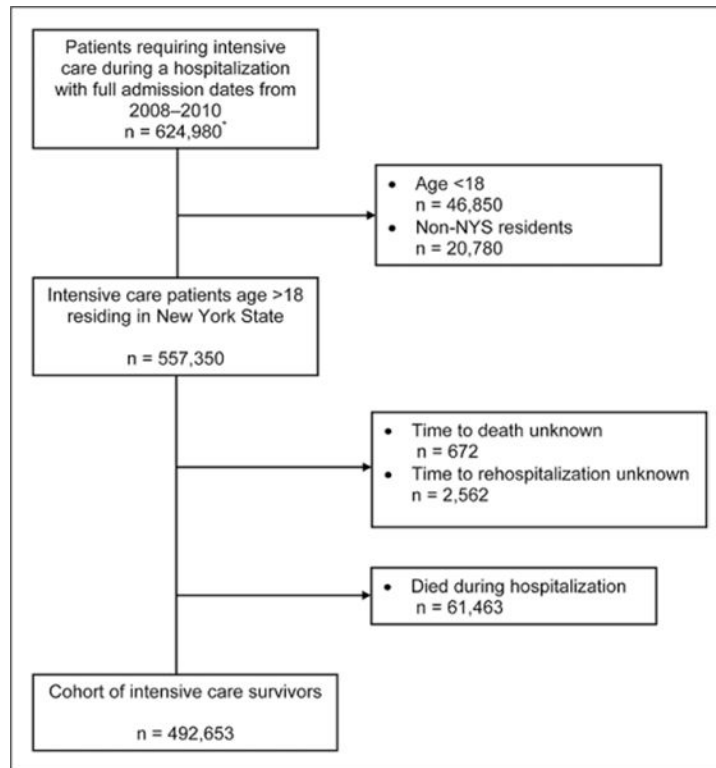 Patients requiring intensive
care during a hospitalization
with full admission dates from
2008–2010
n = 624,980*
• Age <18
n = 46,850
• Non-NYS residents
n = 20,780
Intensive care patients age >18
residing in New York State
n = 557,350
• Time to death unknown
n = 672
• Time to rehospitalization unknown
n = 2,562
• Died during hospitalization
n = 61,463
Cohort of intensive care survivors
n = 492,653